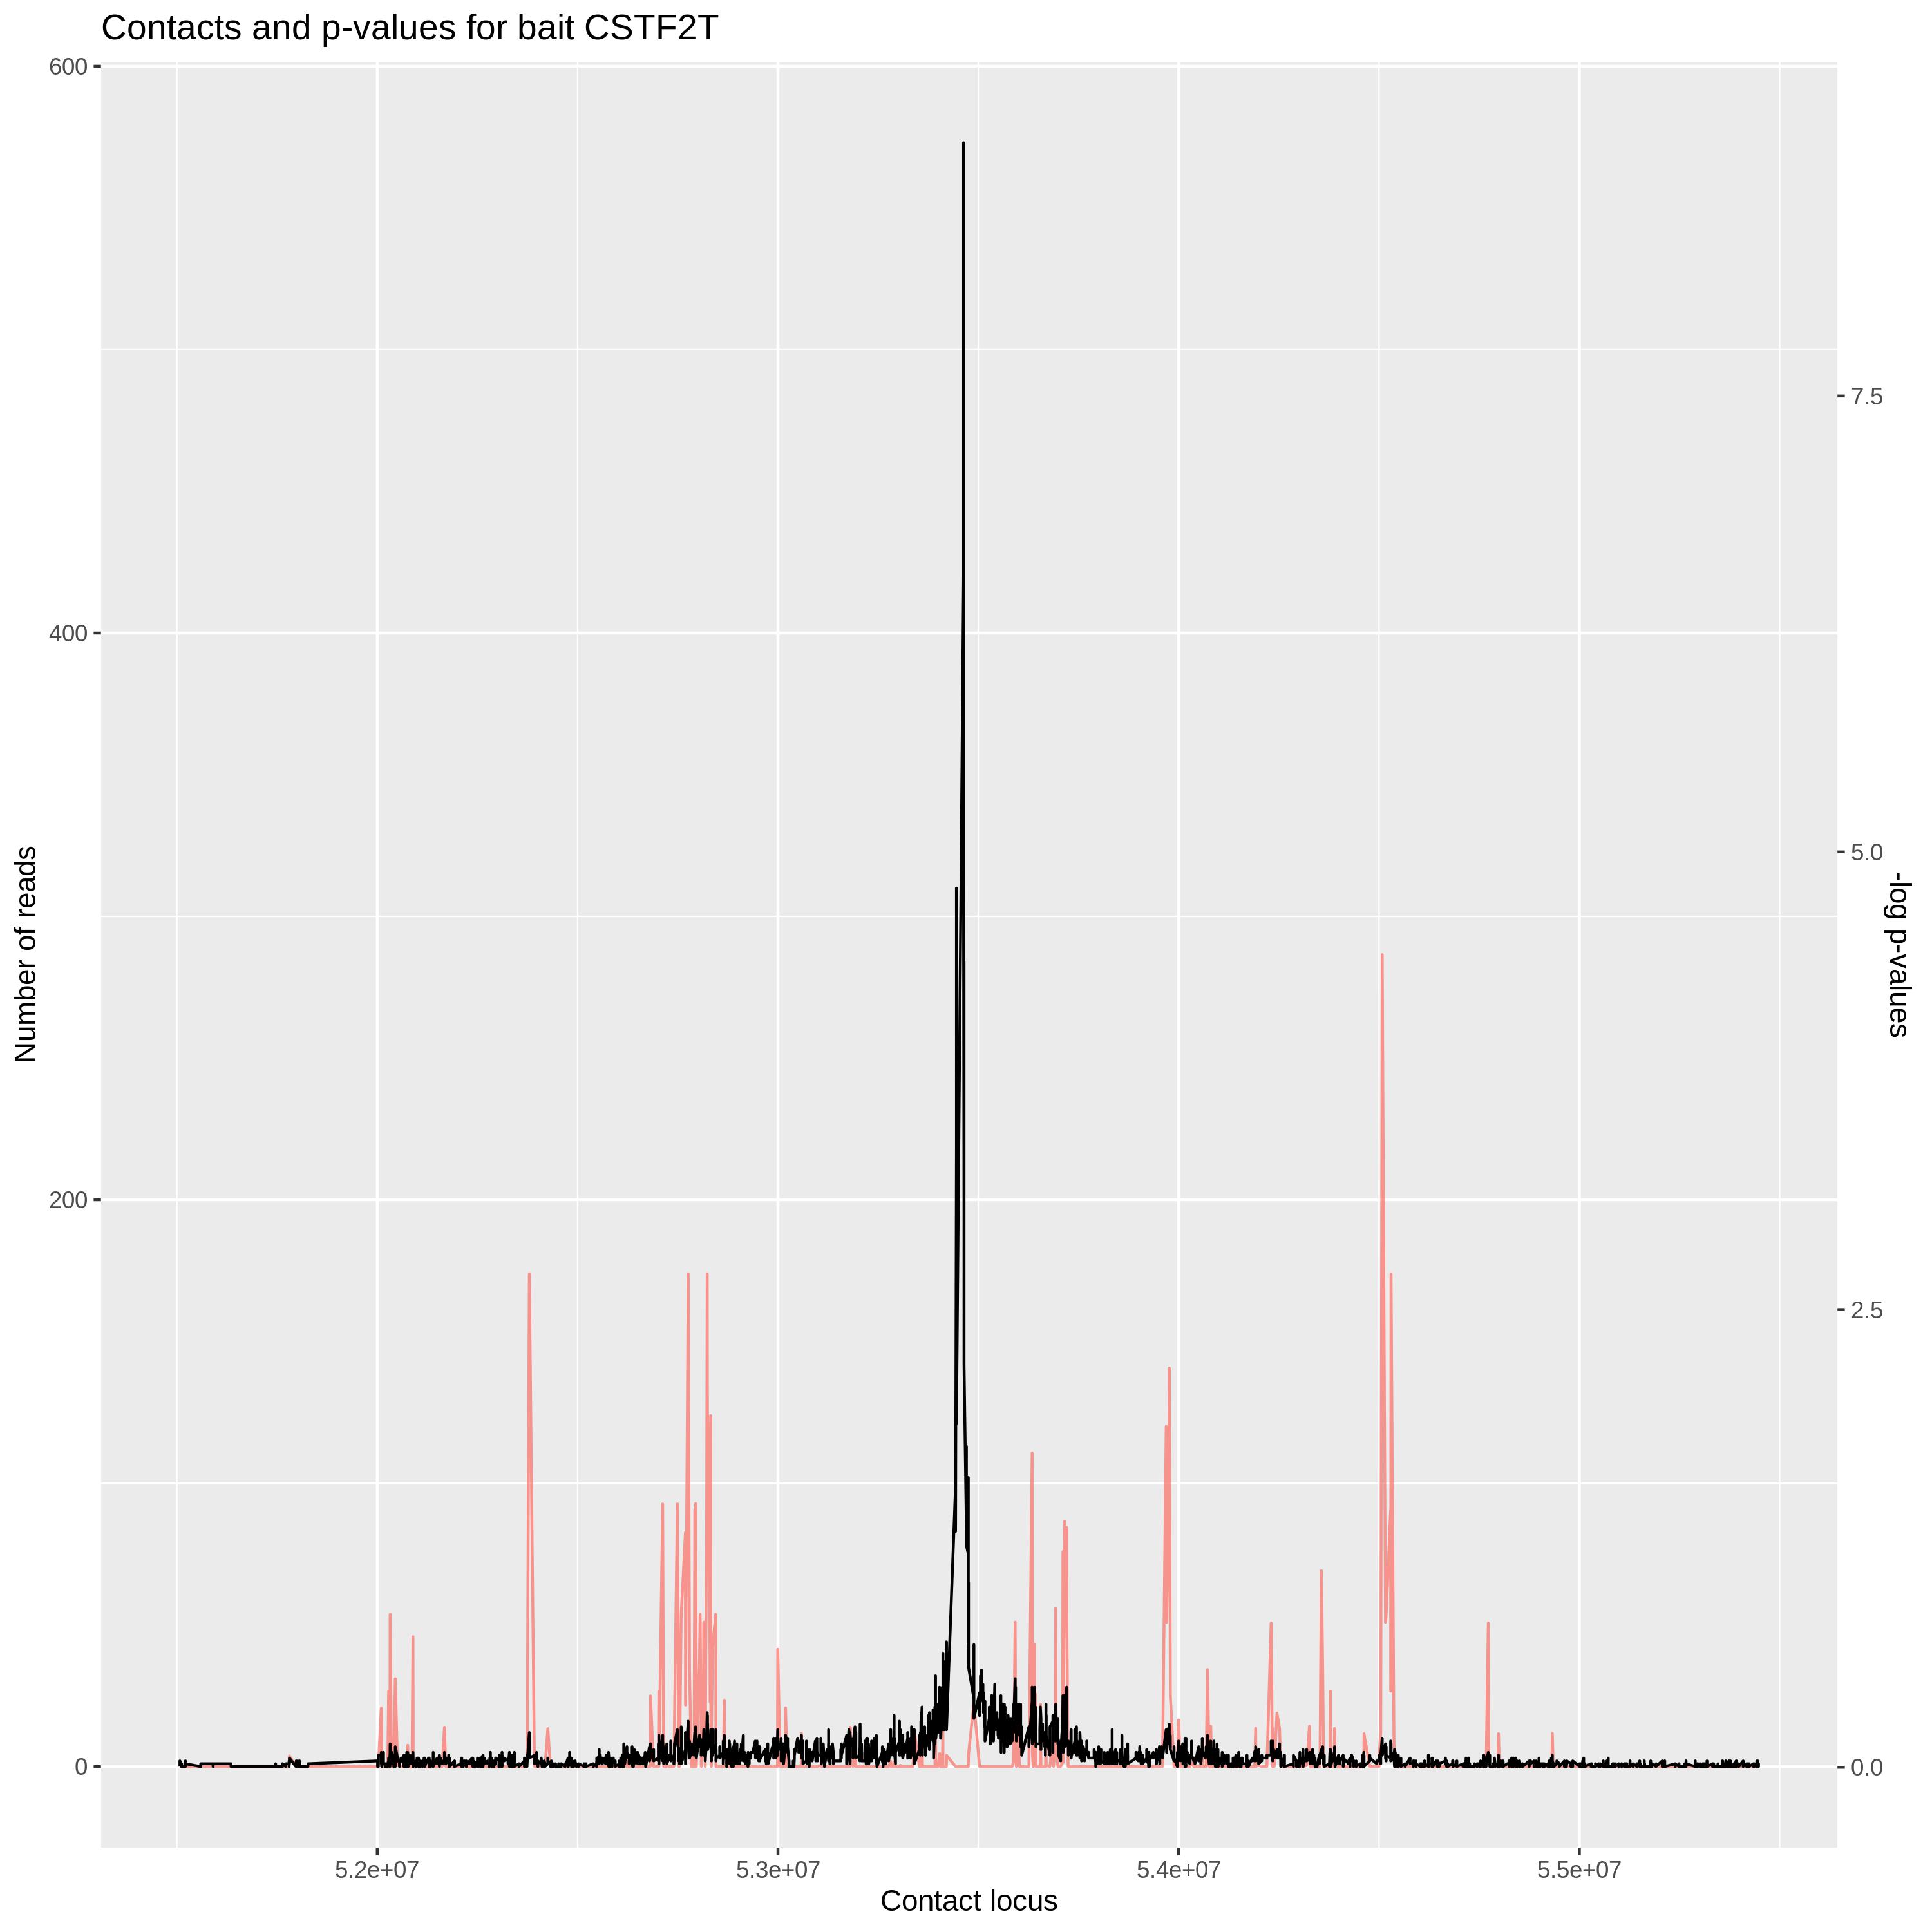 Contacts and p-values for bait CSTF2T
600
400
200
0
Number of reads
7.5
5.0
2.5
0.0
-log p-values
5.2e+07
5.3e+07
5.4e+07
5.5e+07
Contact locus